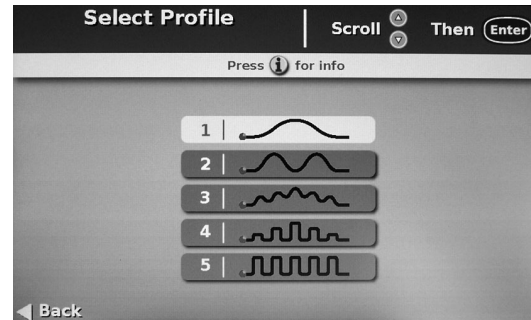 Select Profile
Scroll Then Enter
Press i for info
1
2
3
4
5
Back